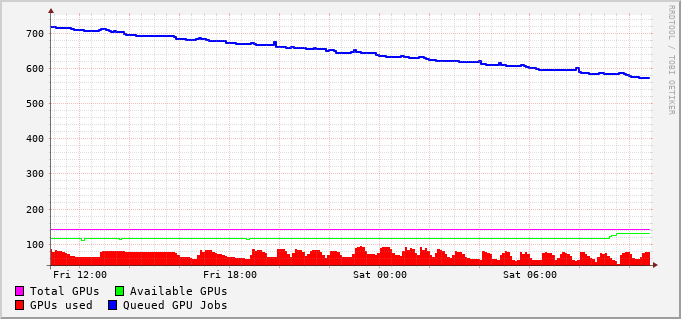 700
600
500
400
300
200
100
Fri 12:00 Fri 18:00 Sat 00:00 Sat 06:00
Total GPUs Available GPUs
GPUs used Queued GPU Jobs
RRDTOOL / TOBI OETIKER